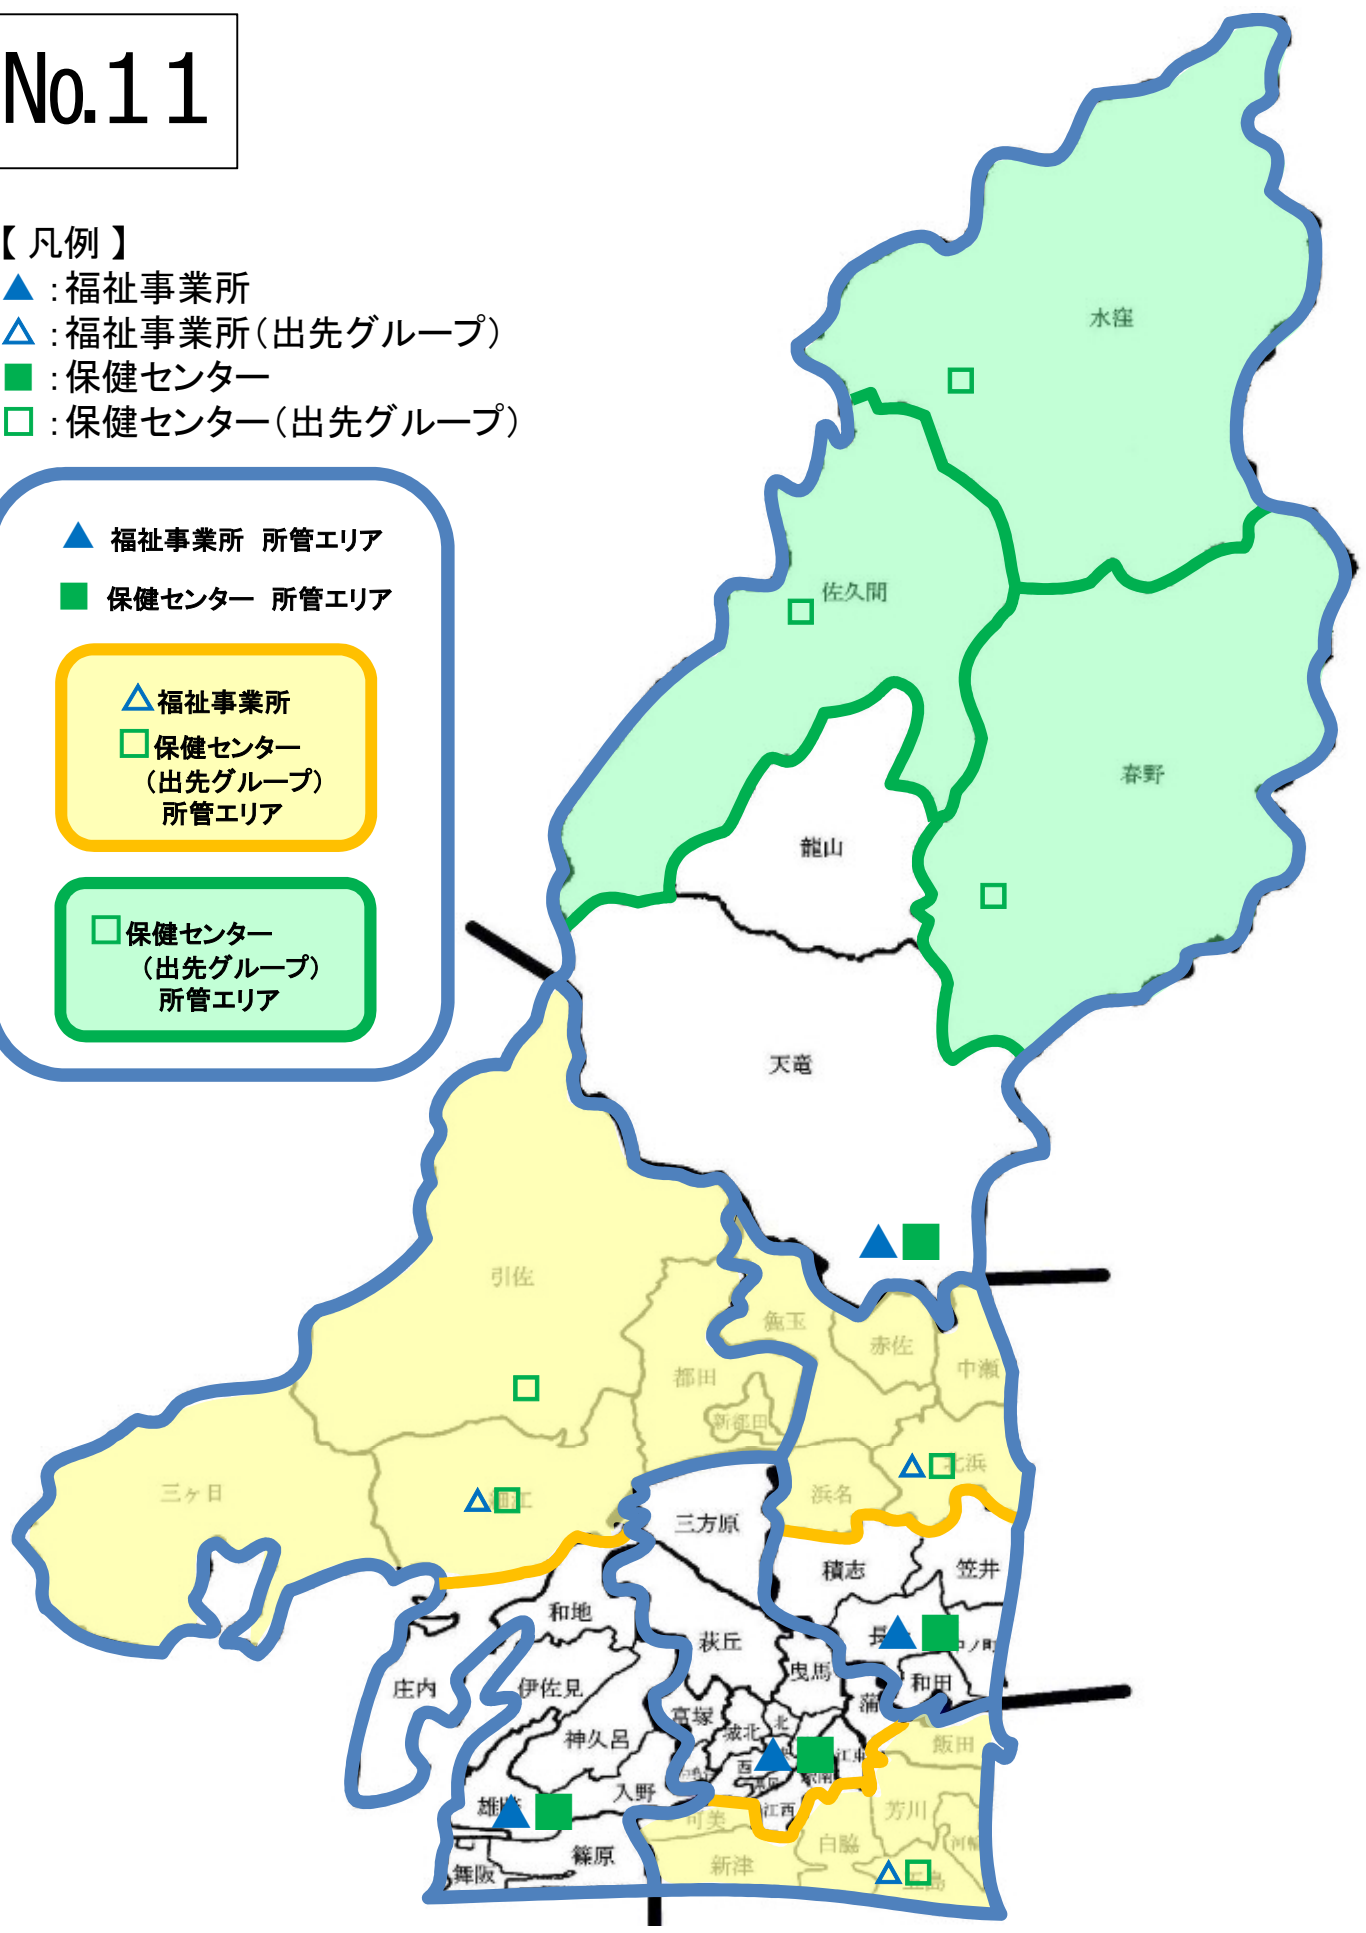 №11
【凡例】
▲:福祉事業所
△:福祉事業所(出先グループ)
■:保健センター
□:保健センター(出先グループ)
▲ 福祉事業所 所管エリア
■ 保健センター 所管エリア
△福祉事業所
□保健センター
(出先グループ)
所管エリア
□保健センター
(出先グループ)
所管エリア
水窪
佐久間
春野
龍山
天竜
引佐
麁玉
赤佐
中瀬
都田
新都田
三ヶ日
細江
浜名
北浜
三方原
積志
笠井
和地
萩丘
曳馬
和田
蒲
庄内
伊佐見
富塚
城北
北
神久呂
西
江東
飯田
入野
駅南
江西
可美
芳川
篠原
新津
白脇
舞阪